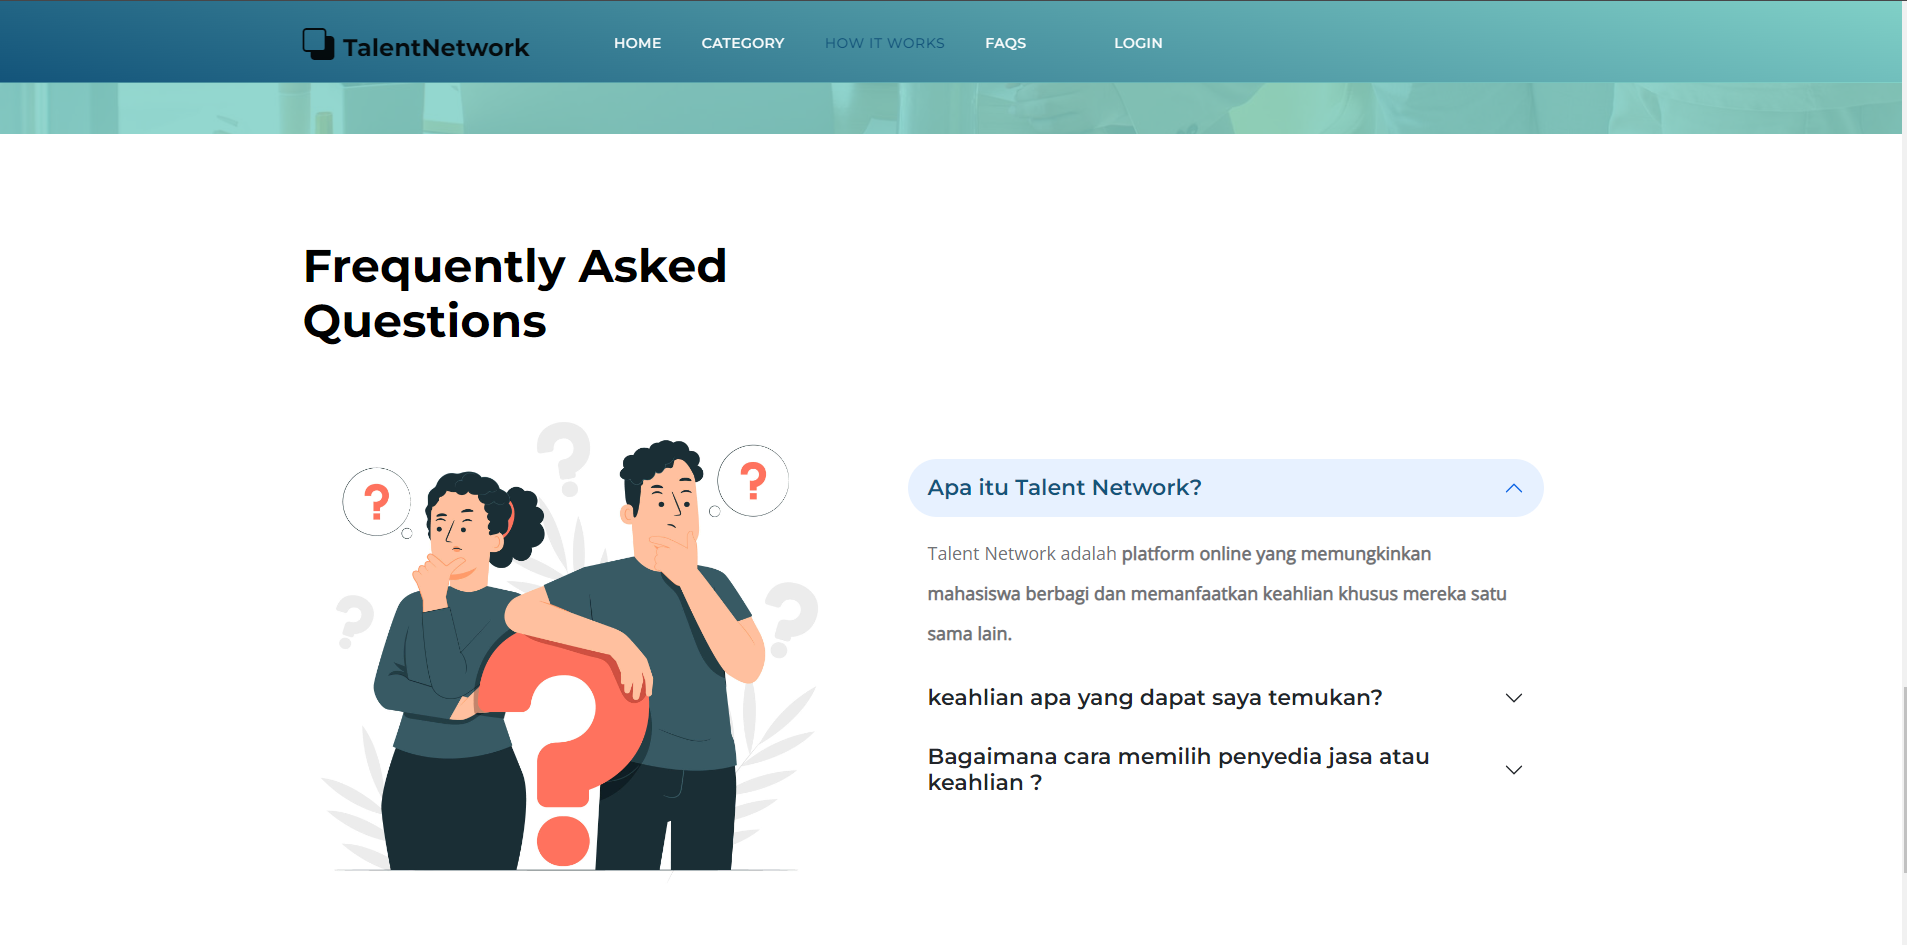 TalentNetwork
HOME
CATEGORY
HOW IT WORKS
FAQS
LOGIN
Frequently Asked
Questions
?
?
?
?
?
?
Apa itu Talent Network?
Talent Network adalah platform online yang memungkinkan
mahasiswa berbagi dan memanfaatkan keahlian khusus mereka satu
sama lain.
keahlian apa yang dapat saya temukan?
Bagaimana cara memilih penyedia jasa atau
keahlian ?